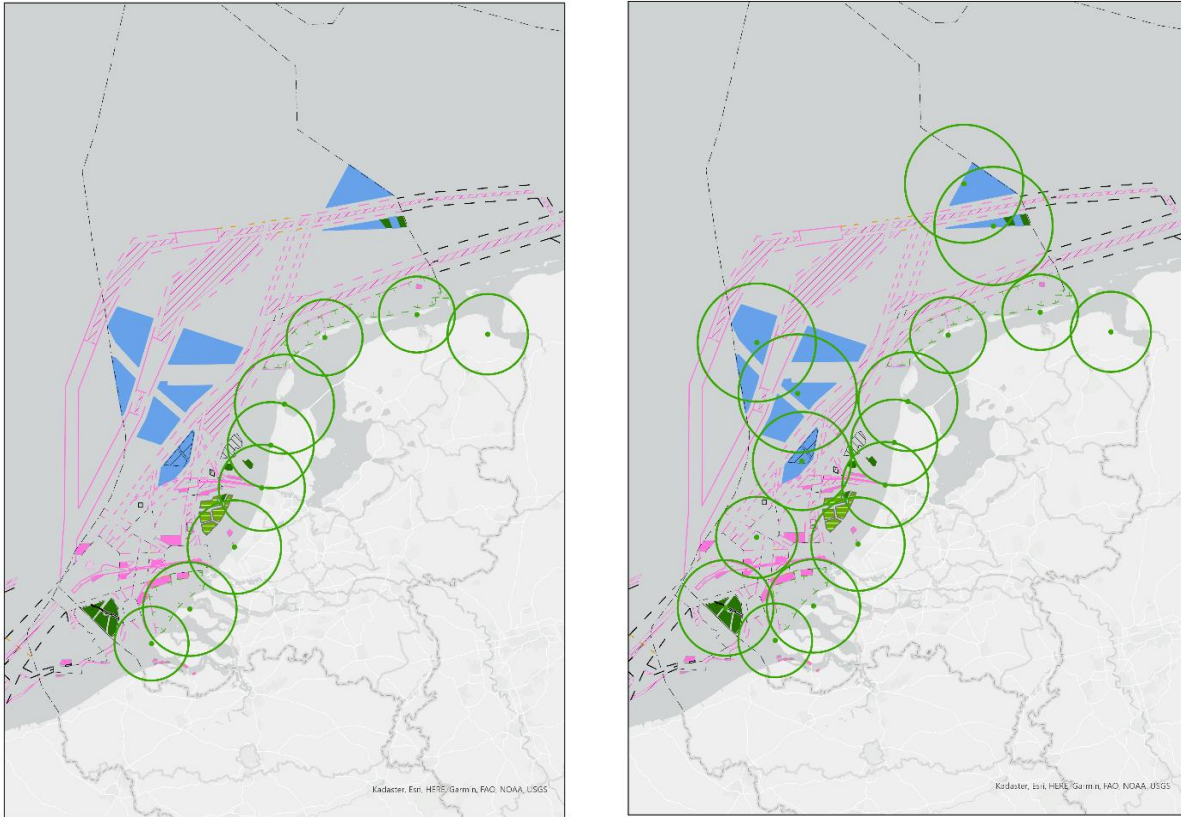 Kadaster, Esri, HERE, Garmin, FAO, NOAA, USGS
Kadaster, Esri, HERE, Garmin, FAO, NOAA, USGS